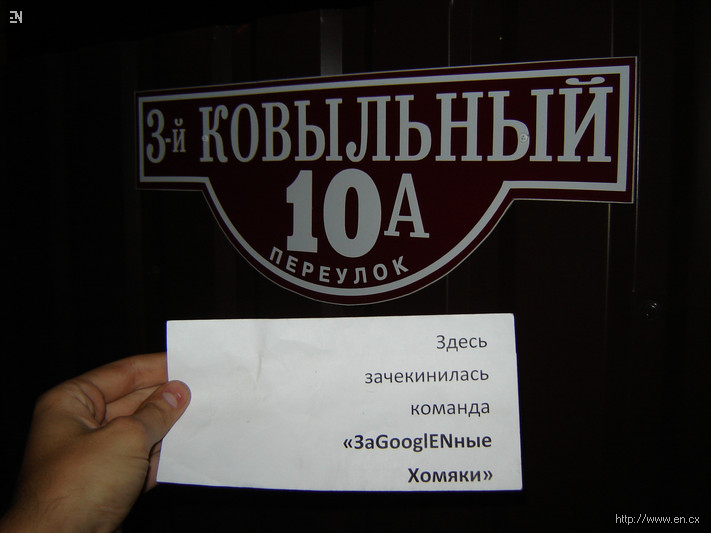 EN
3-й КОВЫЛЬНЫЙ
10А
ПЕРЕУЛОК
Здесь
зачекинилась
команда
«ЗаGooglENные
Хомяки»
http://www.en.cx